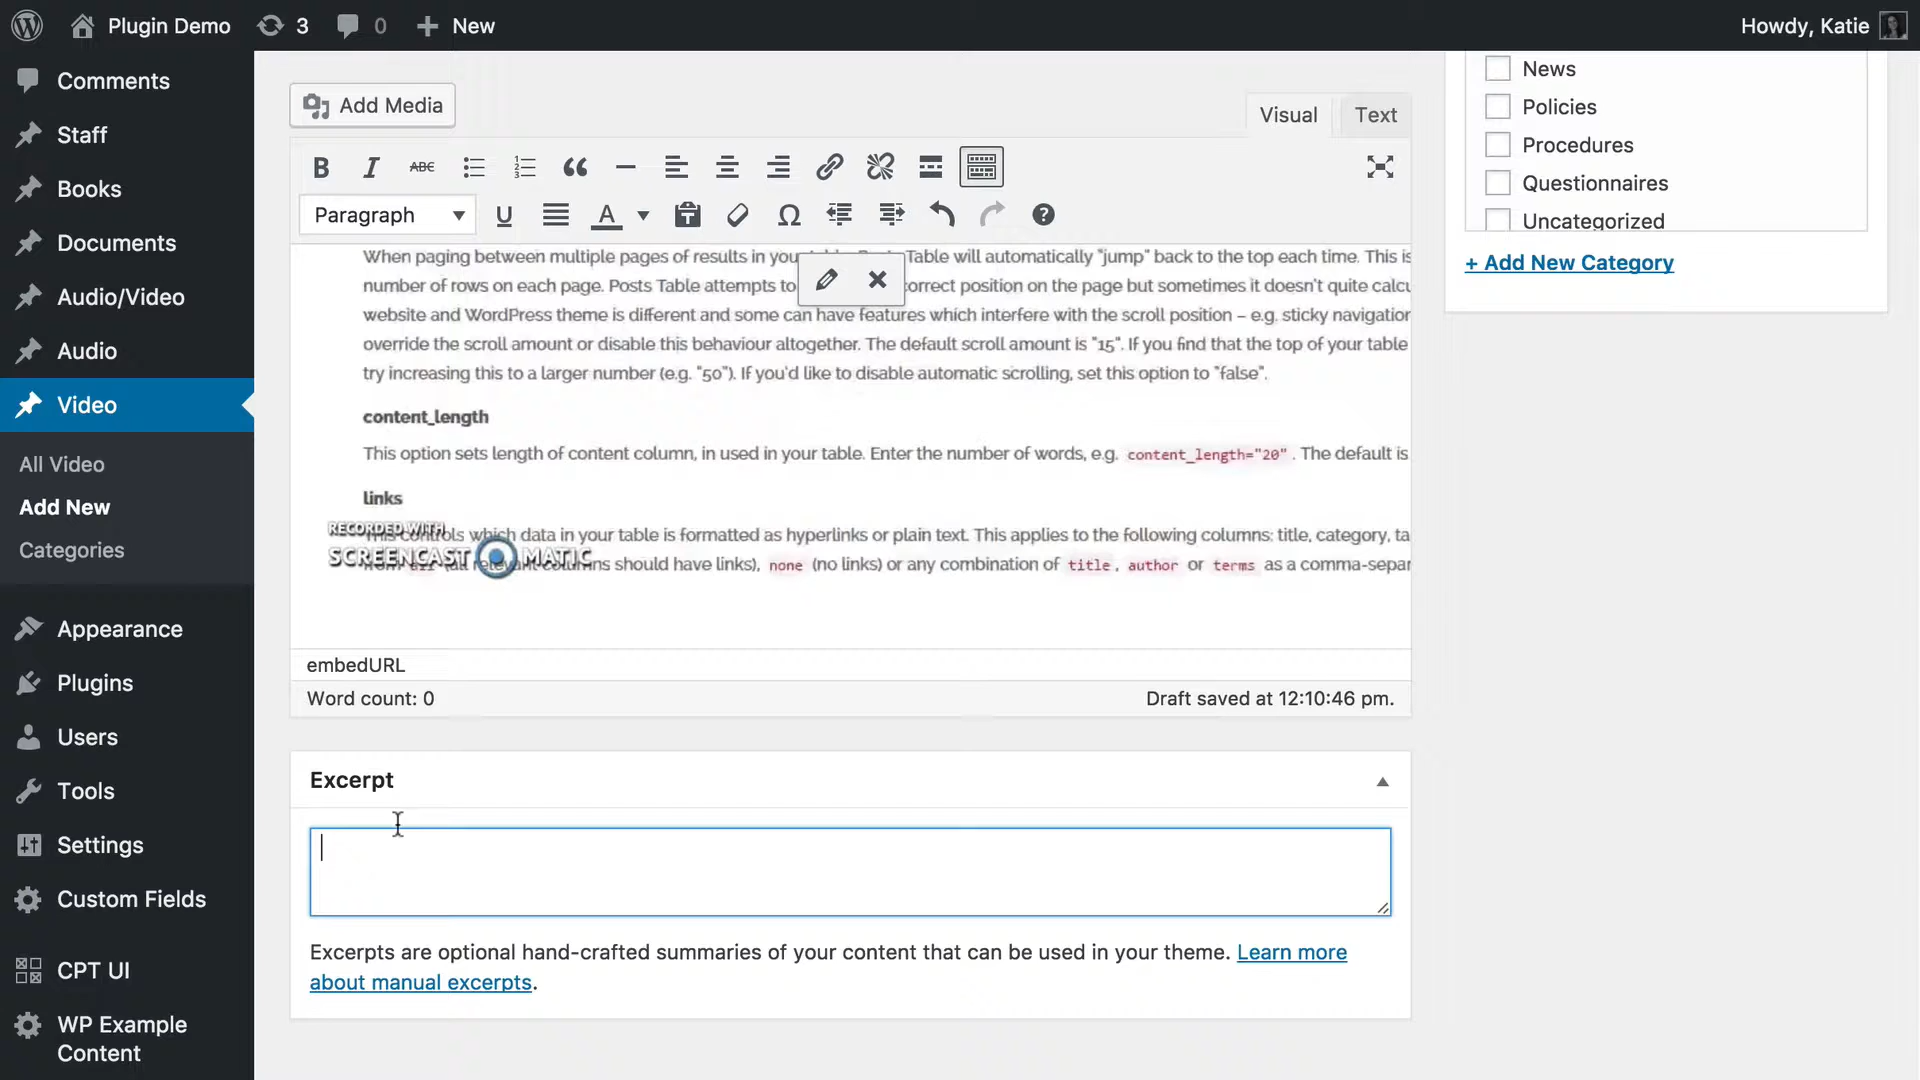 Plugin Demo 3 0 New Howdy, Katie
Comments
Staff
Books
Documents
Audio/Video
Audio
Video
All Video
Add New
Categories
Appearance
Plugins
Users
Tools
Settings
Custom Fields
CPT UI
WP Example
Content
Add Media
Visual Text
B I ABC
Paragraph U A Ω
When paging between multiple pages of results in your Table will automatically "jump" back to the top each time. This is
number of rows on each page. Posts Table attempts to correct position on the page but sometimes it doesn't quite calcu
website and WordPress theme is different and some can have features which interfere with the scroll position – e.g. sticky navigation
override the scroll amount or disable this behaviour altogether. The default scroll amount is "15". If you find that the top of your table
try increasing this to a larger number (e.g. "50"). If you'd like to disable automatic scrolling, set this option to "false".
content_length
This option sets length of content column, in used in your table. Enter the number of words, e.g. content_length="20" . The default is
links
This controls which data in your table is formatted as hyperlinks or plain text. This applies to the following columns: title, category, ta
(all relevant columns should have links), none (no links) or any combination of title , author or terms as a comma-separ
RECORDED WITH
SCREENCAST MATIC
embedURL
Word count: 0 Draft saved at 12:10:46 pm.
Excerpt
Excerpts are optional hand-crafted summaries of your content that can be used in your theme. Learn more
about manual excerpts.
News
Policies
Procedures
Questionnaires
Uncategorized
+ Add New Category